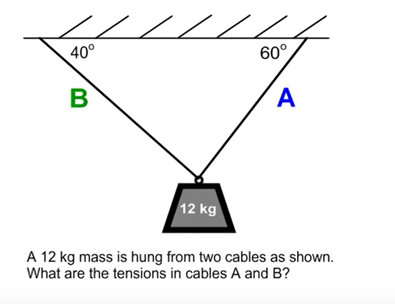 40° 60°
B A
12 kg
A 12 kg mass is hung from two cables as shown.
What are the tensions in cables A and B?